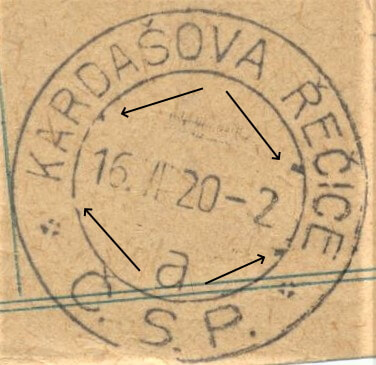 KARDAŠOVA ŘEČICE
16. II 20-2
a
Č. S. P.